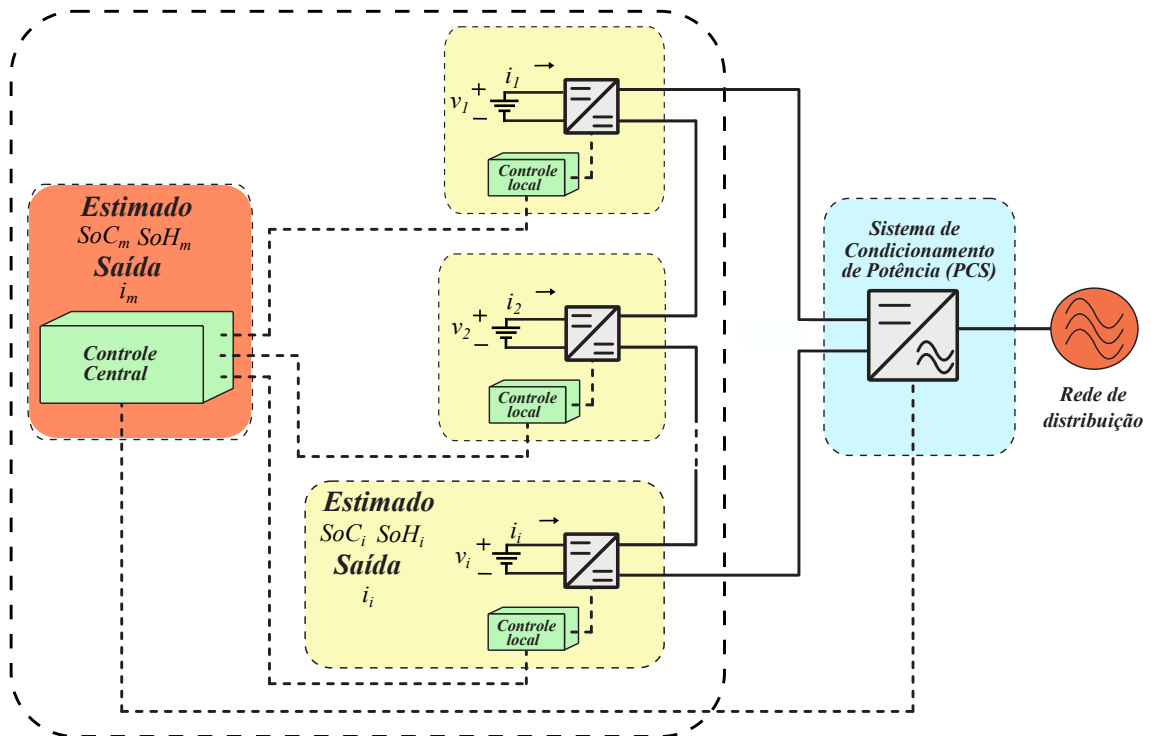 i1
v1
+
−
Controle
local
Estimado
SoCm SoHm
Saída
im
Controle
Central
i2
v2
+
−
Controle
local
Estimado
SoCi SoHi
Saída
ii
ii
vi
+
−
Controle
local
Sistema de
Condicionamento
de Potência (PCS)
Rede de
distribuição